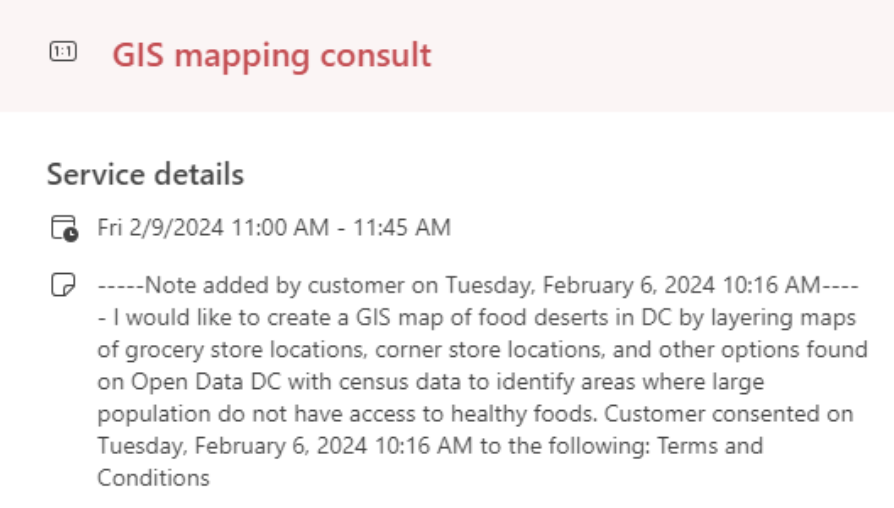 1:1
GIS mapping consult
Service details
Fri 2/9/2024 11:00 AM - 11:45 AM
-----Note added by customer on Tuesday, February 6, 2024 10:16 AM----
- I would like to create a GIS map of food deserts in DC by layering maps
of grocery store locations, corner store locations, and other options found
on Open Data DC with census data to identify areas where large
population do not have access to healthy foods. Customer consented on
Tuesday, February 6, 2024 10:16 AM to the following: Terms and
Conditions